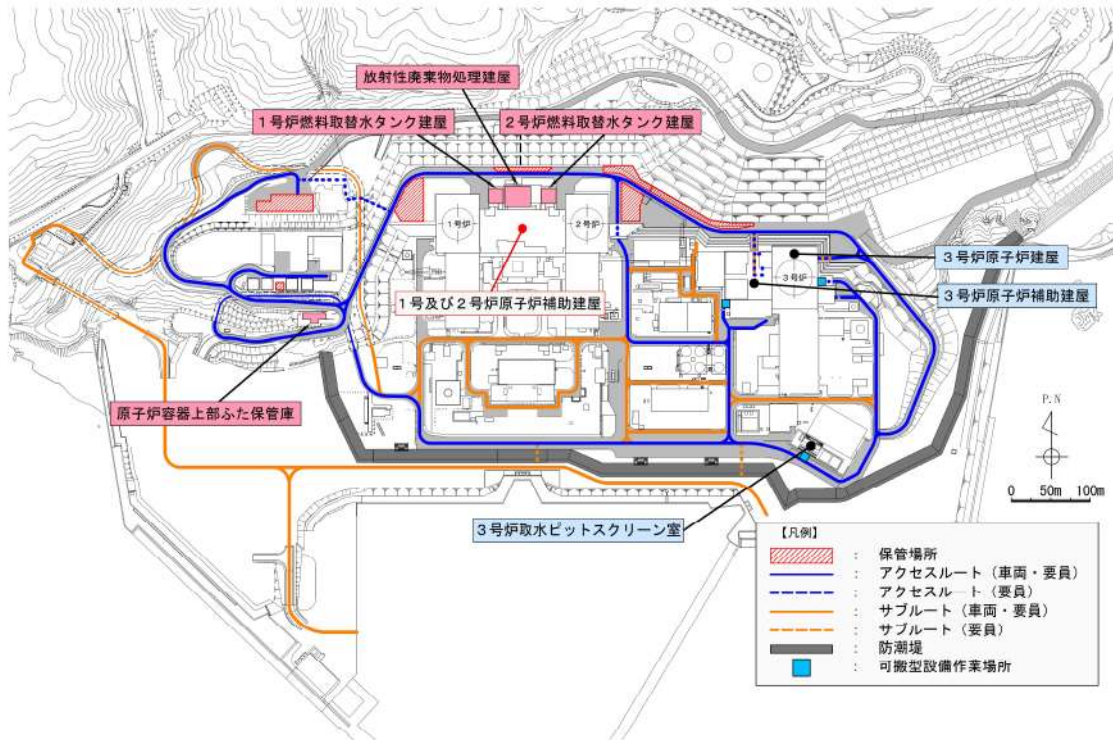 放射性廃棄物処理建屋
1号炉燃料取替水タンク建屋
2号炉燃料取替水タンク建屋
1号炉
2号炉
3号炉
3号炉原子炉建屋
3号炉原子炉補助建屋
1号及び2号炉原子炉補助建屋
原子炉容器上部ふた保管庫
P.N
0 50m 100m
3号炉取水ピットスクリーン室
【凡例】
: 保管場所
: アクセスルート（車両・要員）
: アクセスルート（要員）
: サブルート（車両・要員）
: サブルート（要員）
: 防潮堤
: 可搬型設備作業場所